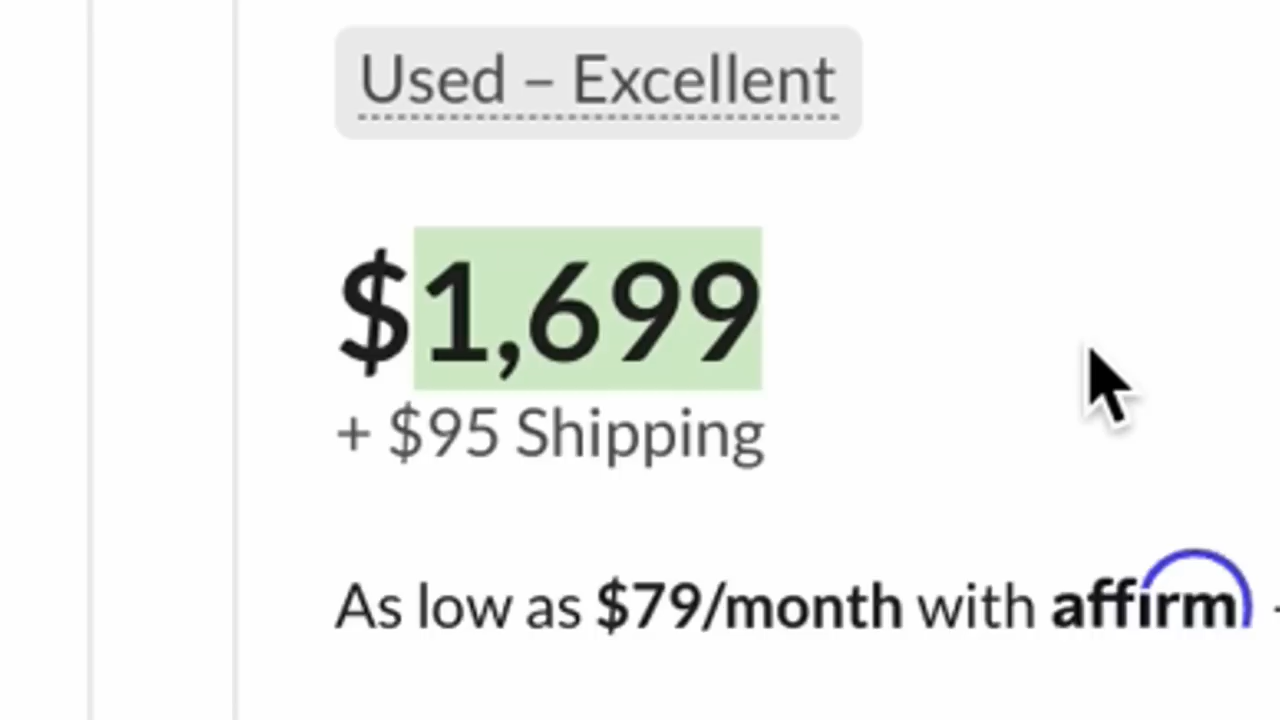 Used – Excellent
$1,699
+ $95 Shipping
As low as $79/month with affirm